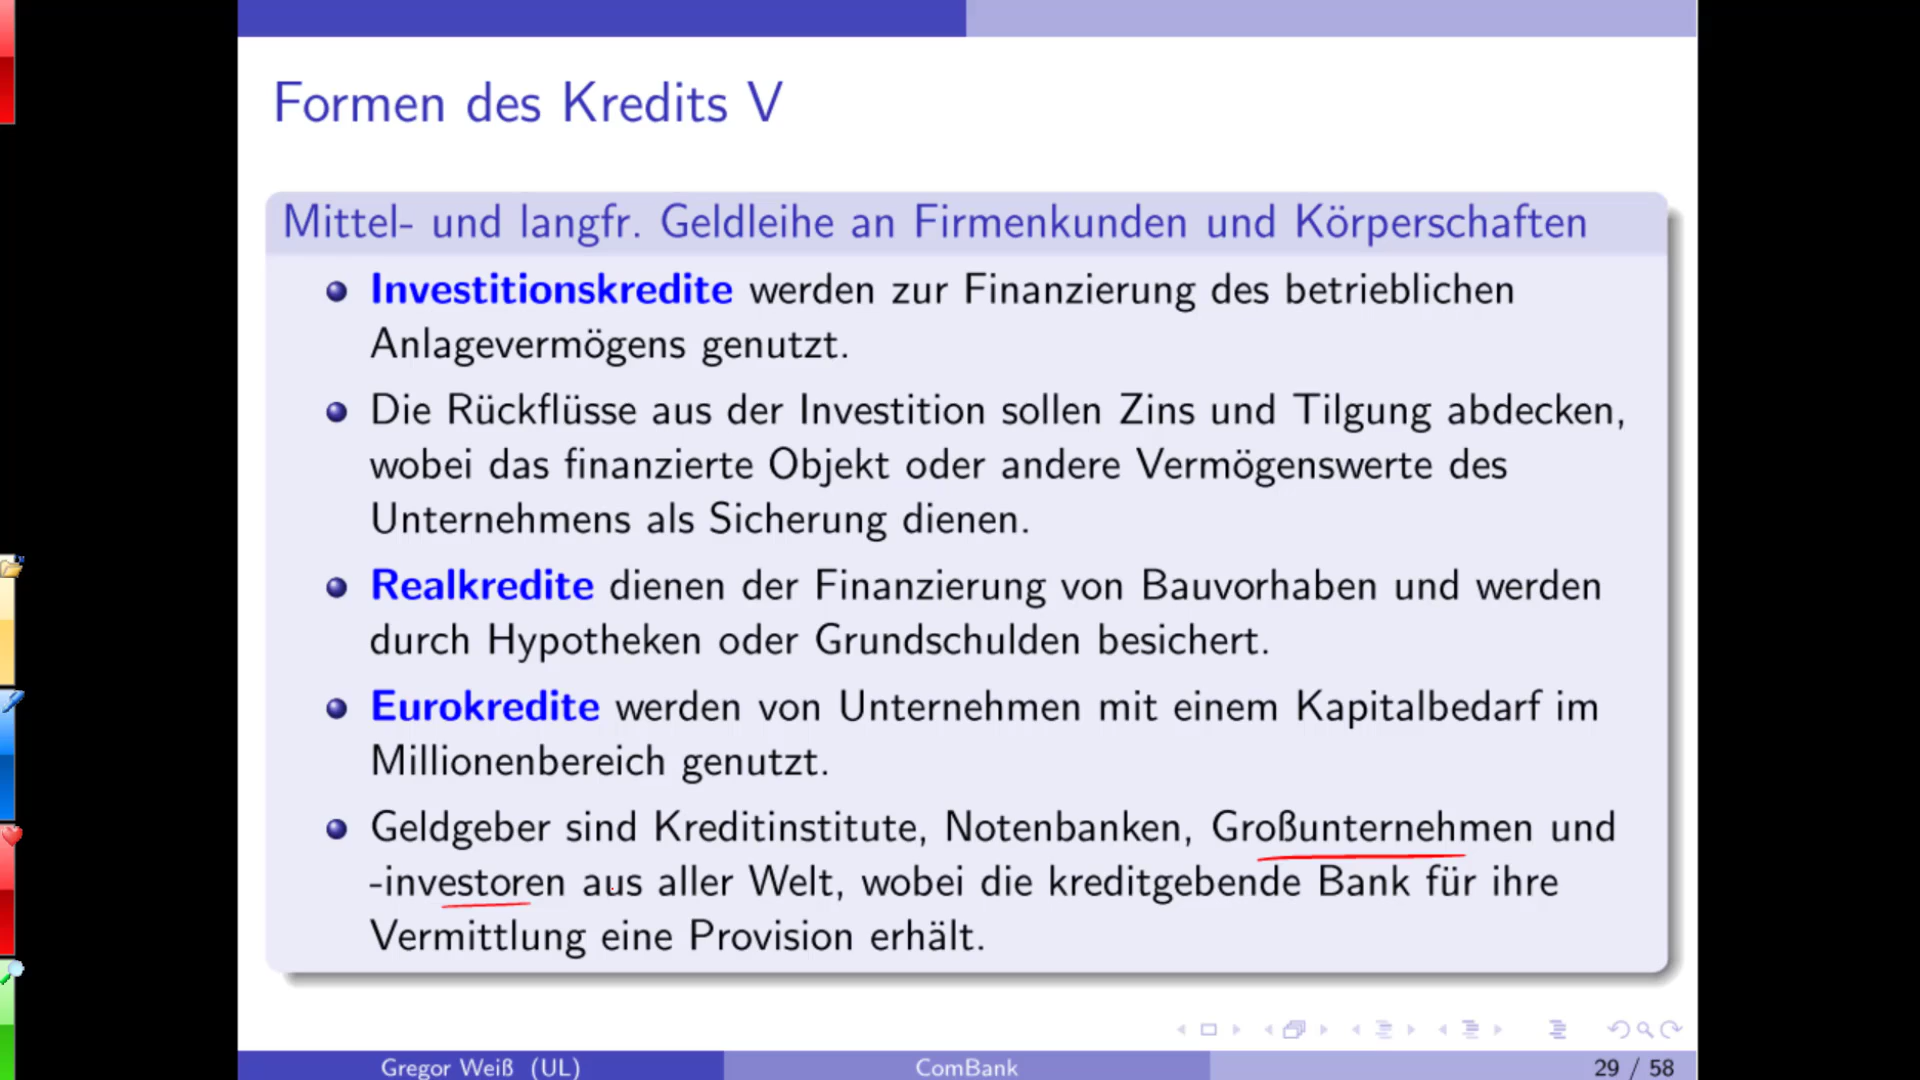 Formen des Kredits V
Mittel- und langfr. Geldleihe an Firmenkunden und Körperschaften
Investitionskredite werden zur Finanzierung des betrieblichen
Anlagevermögens genutzt.
Die Rückflüsse aus der Investition sollen Zins und Tilgung abdecken,
wobei das finanzierte Objekt oder andere Vermögenswerte des
Unternehmens als Sicherung dienen.
Realkredite dienen der Finanzierung von Bauvorhaben und werden
durch Hypotheken oder Grundschulden besichert.
Eurokredite werden von Unternehmen mit einem Kapitalbedarf im
Millionenbereich genutzt.
Geldgeber sind Kreditinstitute, Notenbanken, Großunternehmen und
-investoren aus aller Welt, wobei die kreditgebende Bank für ihre
Vermittlung eine Provision erhält.
Gregor Weiß (UL) ComBank 29 / 58